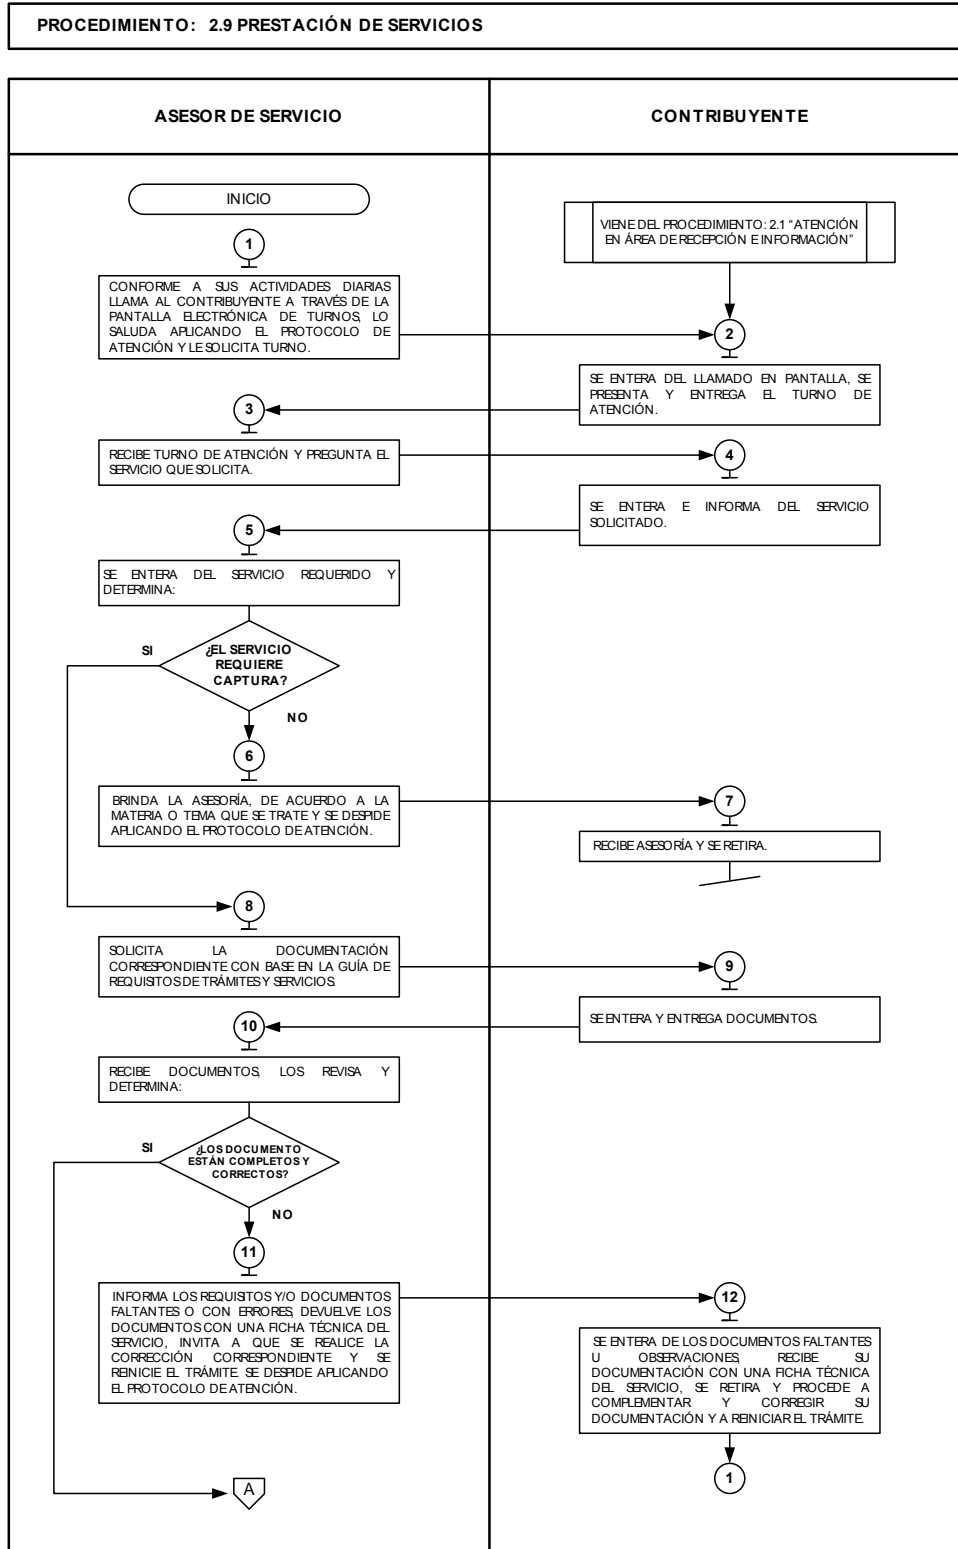 PROCEDIMIENTO: 2.9 PRESTACIÓN DE SERVICIOS
ASESOR DE SERVICIO
CONTRIBUYENTE
INICIO
VIENE DEL PROCEDIMIENTO: 2.1 “ATENCIÓN
EN ÁREA DE RECEPCIÓN E INFORMACIÓN”
1
CONFORME A SUS ACTIVIDADES DIARIAS
LLAMA AL CONTRIBUYENTE A TRAVÉS DE LA
PANTALLA ELECTRÓNICA DE TURNOS, LO
SALUDA APLICANDO EL PROTOCOLO DE
ATENCIÓN Y LE SOLICITA TURNO.
2
SE ENTERA DEL LLAMADO EN PANTALLA, SE
PRESENTA Y ENTREGA EL TURNO DE
ATENCIÓN.
3
RECIBE TURNO DE ATENCIÓN Y PREGUNTA EL
SERVICIO QUE SOLICITA.
4
SE ENTERA E INFORMA DEL SERVICIO
SOLICITADO.
5
SE ENTERA DEL SERVICIO REQUERIDO Y
DETERMINA:
SI
¿EL SERVICIO
REQUIERE
CAPTURA?
NO
6
BRINDA LA ASESORÍA, DE ACUERDO A LA
MATERIA O TEMA QUE SE TRATE Y SE DESPIDE
APLICANDO EL PROTOCOLO DE ATENCIÓN.
7
RECIBE ASESORÍA Y SE RETIRA.
8
SOLICITA LA DOCUMENTACIÓN
CORRESPONDIENTE CON BASE EN LA GUÍA DE
REQUISITOS DE TRÁMITES Y SERVICIOS.
9
SE ENTERA Y ENTREGA DOCUMENTOS.
10
RECIBE DOCUMENTOS, LOS REVISA Y
DETERMINA:
SI
¿LOS DOCUMENTO
ESTÁN COMPLETOS Y
CORRECTOS?
NO
11
INFORMA LOS REQUISITOS Y/O DOCUMENTOS
FALTANTES O CON ERRORES, DEVUELVE LOS
DOCUMENTOS CON UNA FICHA TÉCNICA DEL
SERVICIO, INVITA A QUE SE REALICE LA
CORRECCIÓN CORRESPONDIENTE Y SE
REINICIE EL TRÁMITE. SE DESPIDE APLICANDO
EL PROTOCOLO DE ATENCIÓN.
12
SE ENTERA DE LOS DOCUMENTOS FALTANTES
U OBSERVACIONES, RECIBE SU
DOCUMENTACIÓN CON UNA FICHA TÉCNICA
DEL SERVICIO, SE RETIRA Y PROCEDE A
COMPLEMENTAR Y CORREGIR SU
DOCUMENTACIÓN Y A REINICIAR EL TRÁMITE.
1
A